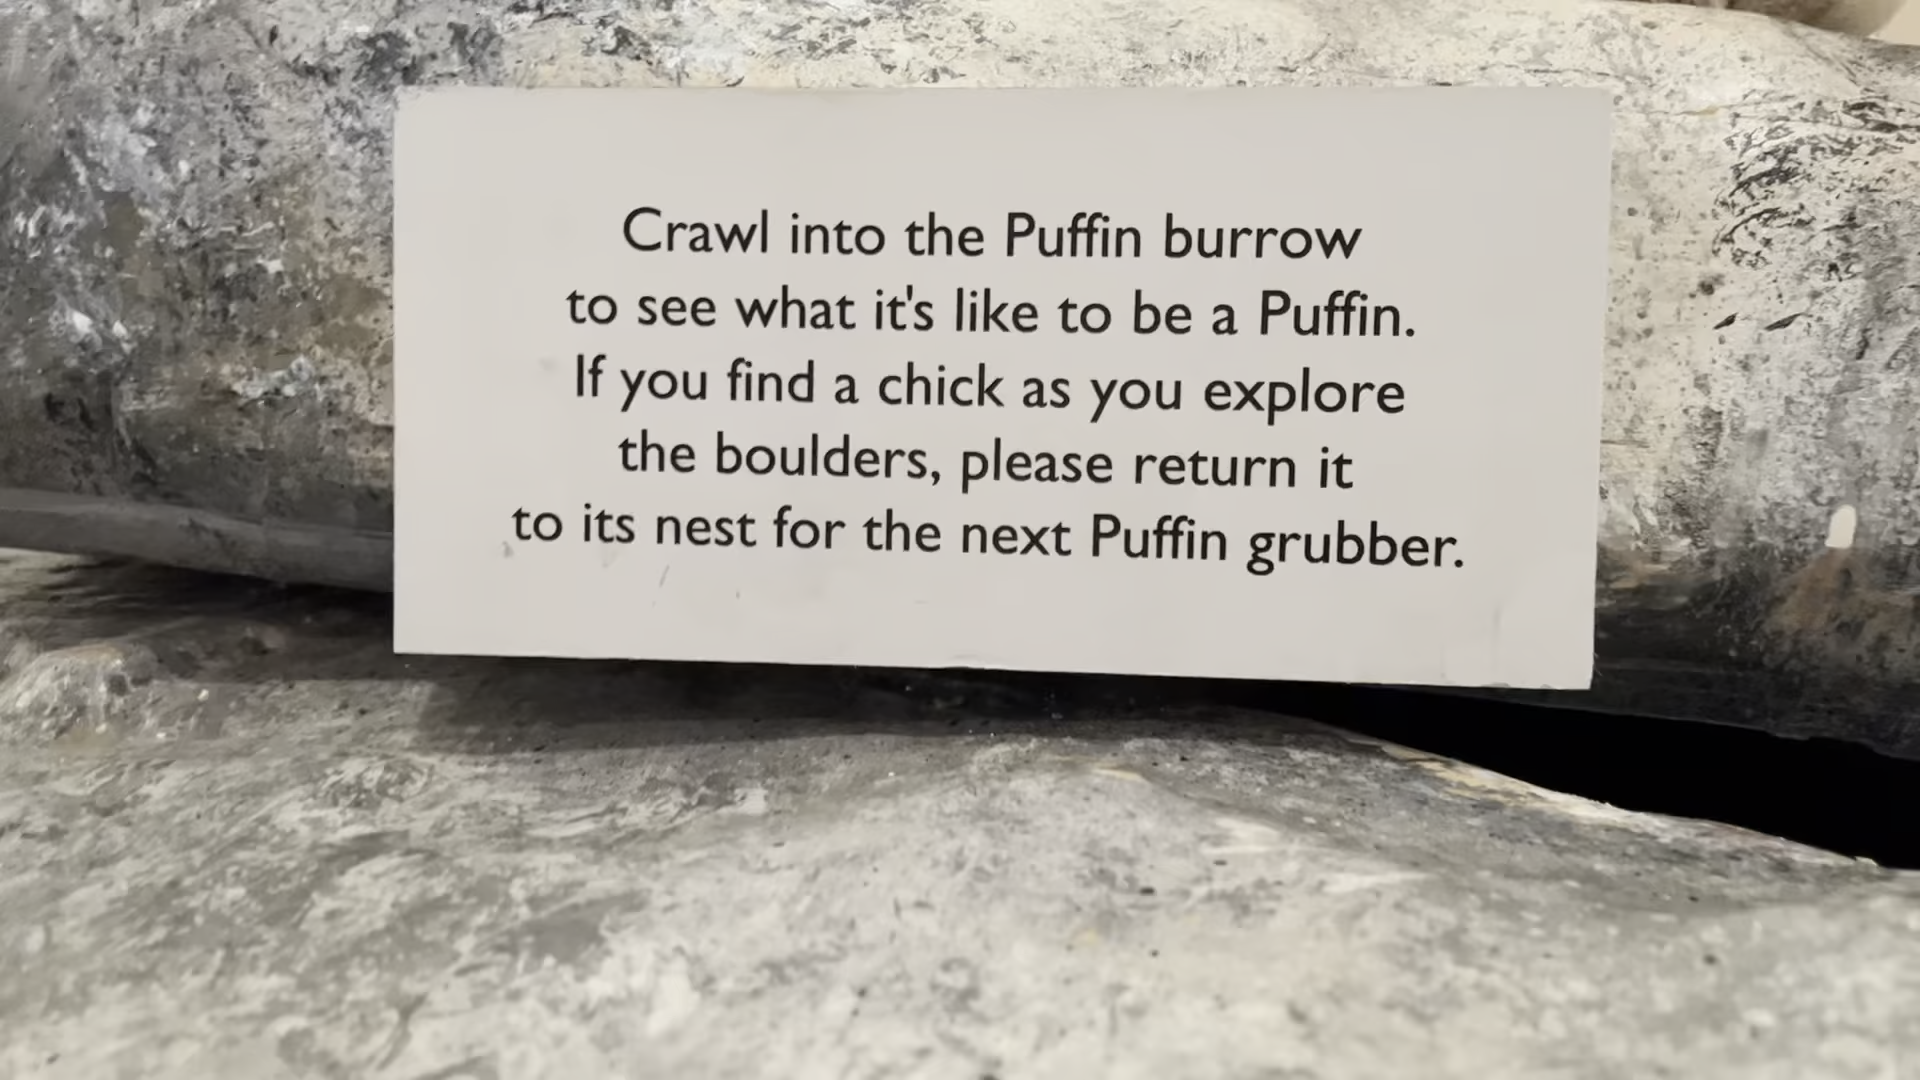 Crawl into the Puffin burrow
to see what it's like to be a Puffin.
If you find a chick as you explore
the boulders, please return it
to its nest for the next Puffin grubber.